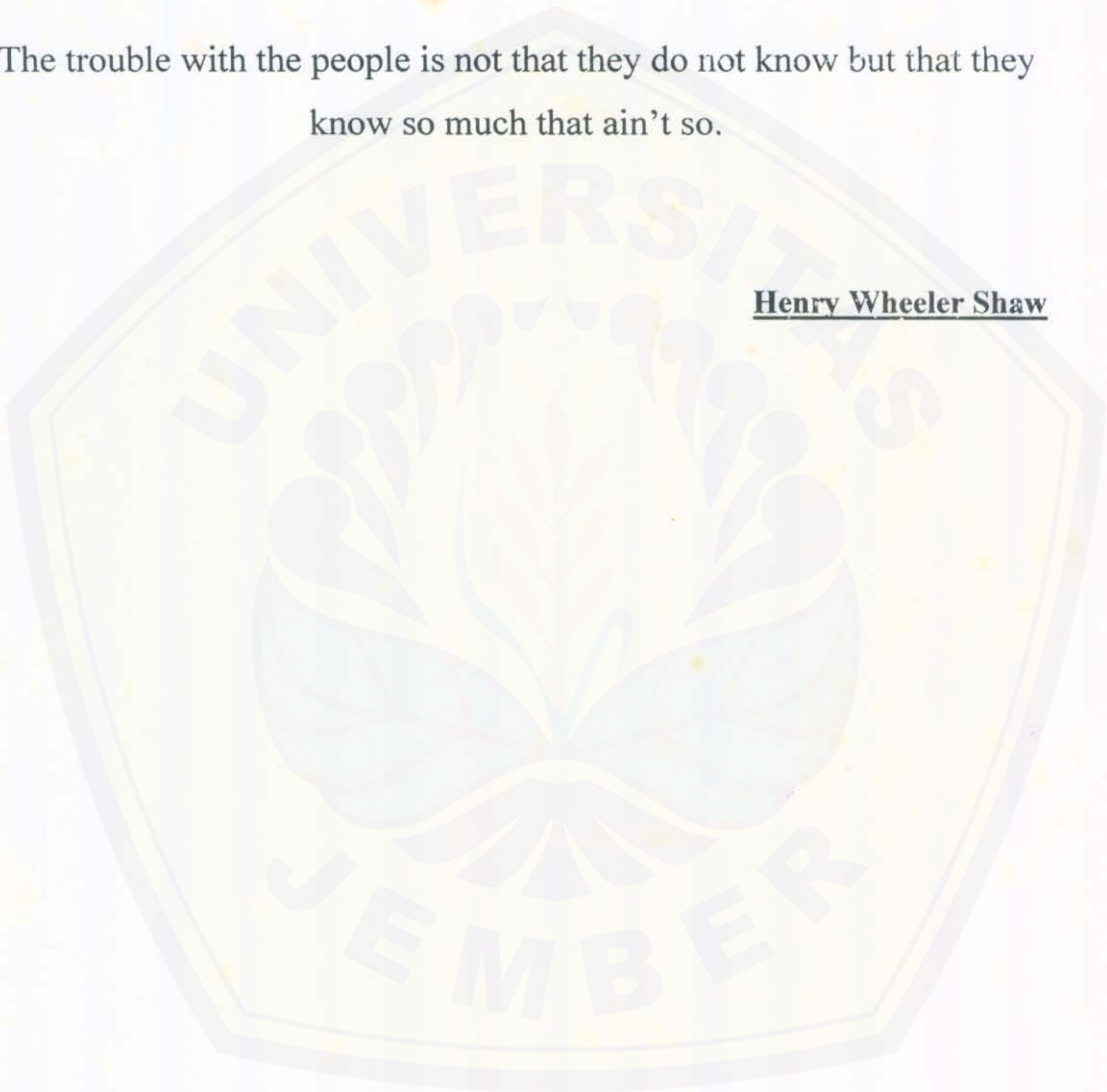 The trouble with the people is not that they do not know but that they
know so much that ain't so.
Henry Wheeler Shaw
UNIVERSITAS
JEMBER